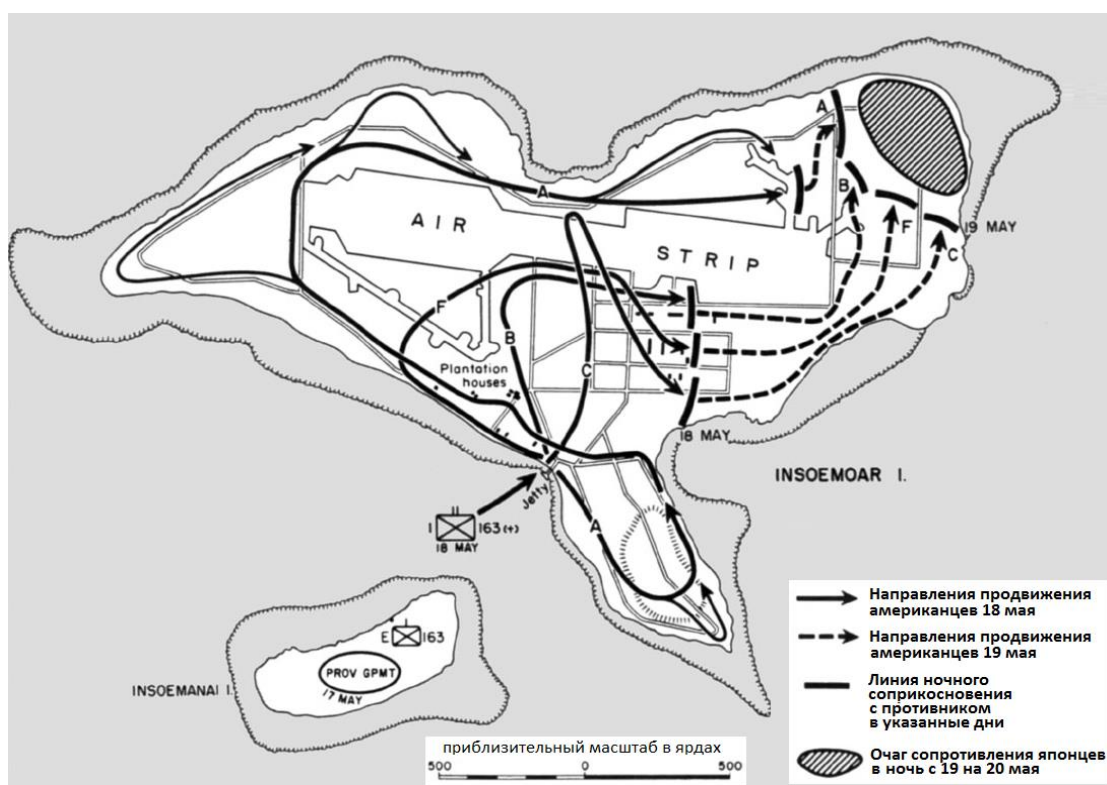 A
A
B
F
19 MAY
C
AIR
STRIP
F
B
C
Plantation
houses
18 MAY
INSOEMOAR I.
Jetty
I 163 (+)
18 MAY
A
E 163
PROV GPMT
INSOEMANAI I.
17 MAY
Направления продвижения
американцев 18 мая
Направления продвижения
американцев 19 мая
Линия ночного
соприкосновения
с противником
в указанные дни
Очаг сопротивления японцев
в ночь с 19 на 20 мая
приблизительный масштаб в ярдах
500 0 500